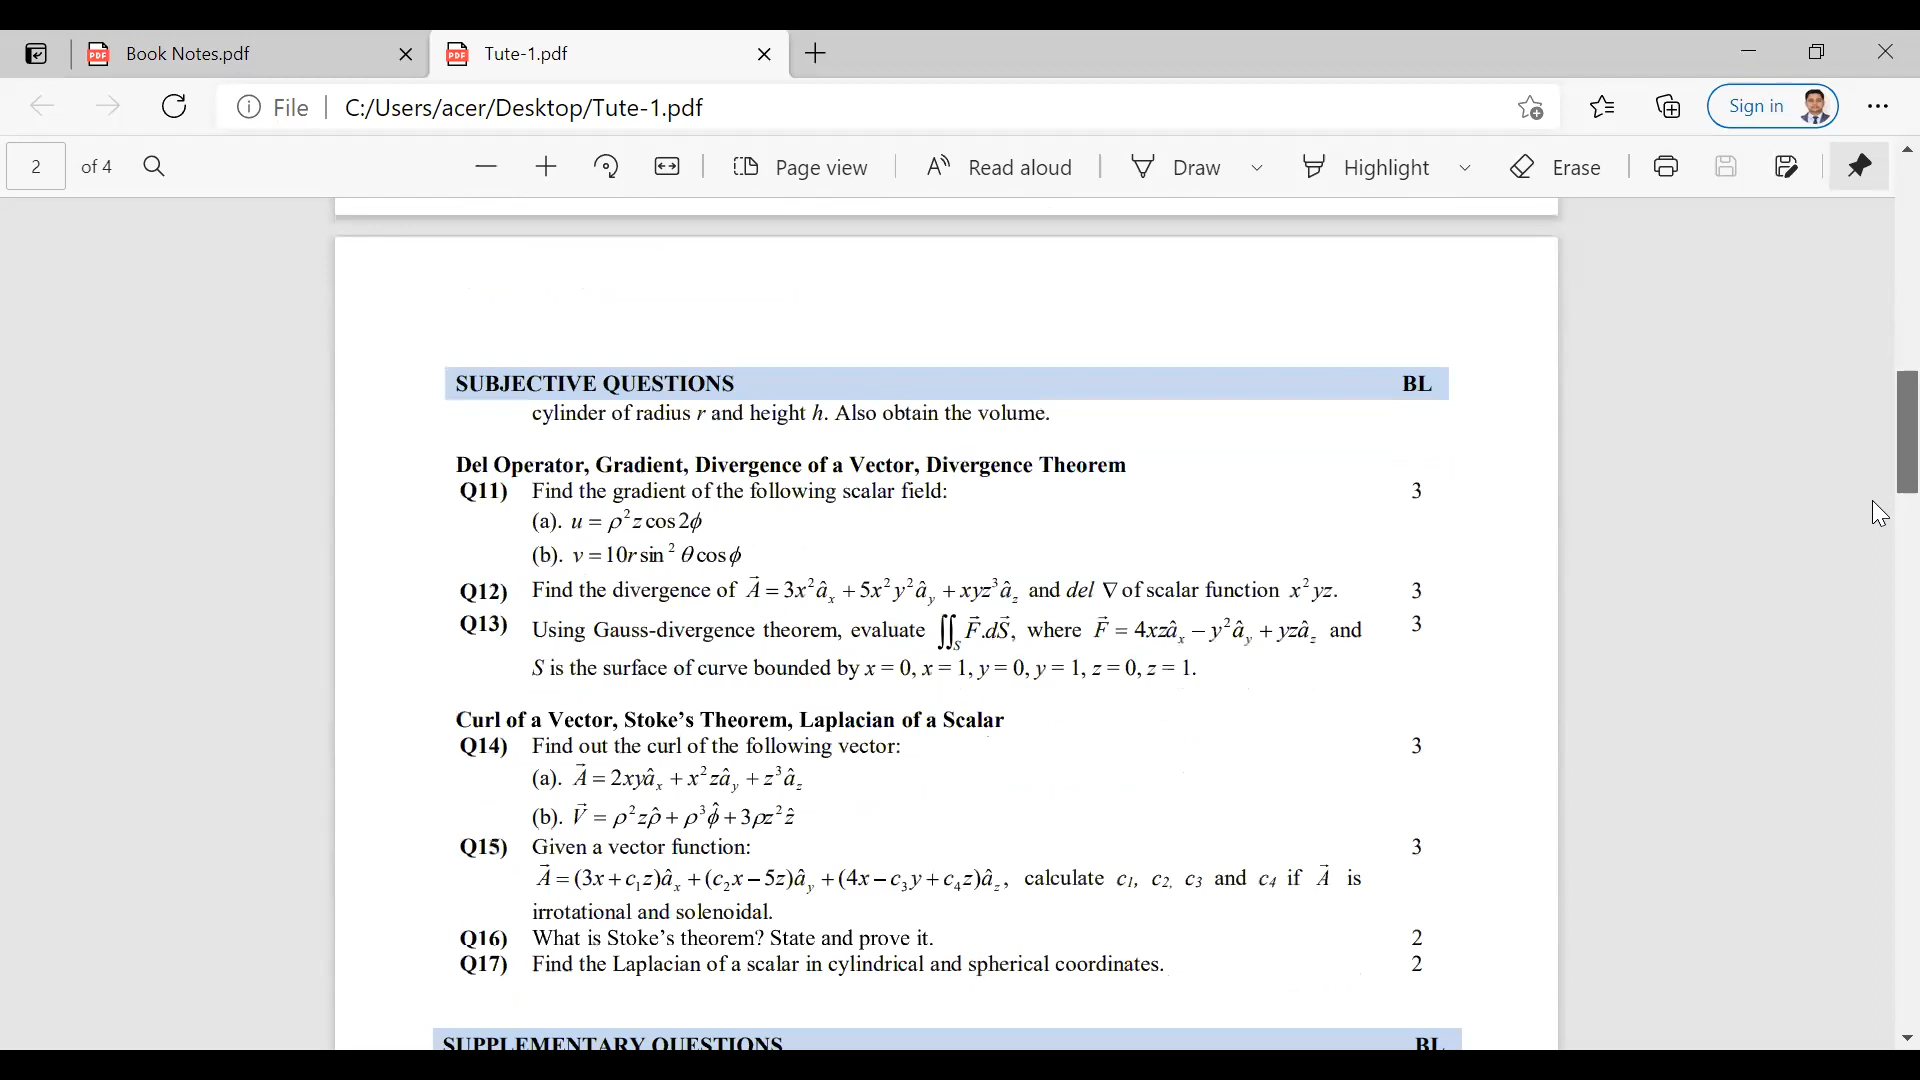 Book Notes.pdf
Tute-1.pdf
File | C:/Users/acer/Desktop/Tute-1.pdf
Sign in
2 of 4
Page view
Read aloud
Draw
Highlight
Erase
SUBJECTIVE QUESTIONS BL
cylinder of radius r and height h. Also obtain the volume.
Del Operator, Gradient, Divergence of a Vector, Divergence Theorem
Q11) Find the gradient of the following scalar field: 3
(a). u = ρ²z cos 2ϕ
(b). v = 10r sin² θ cos ϕ
Q12) Find the divergence of A⃗ = 3x²âₓ + 5x²y²â_y + xyz³â_z and del ∇ of scalar function x²yz. 3
Q13) Using Gauss-divergence theorem, evaluate ∬_S F⃗.dS⃗, where F⃗ = 4xzâₓ − y²â_y + yzâ_z and 3
S is the surface of curve bounded by x = 0, x = 1, y = 0, y = 1, z = 0, z = 1.
Curl of a Vector, Stoke's Theorem, Laplacian of a Scalar
Q14) Find out the curl of the following vector: 3
(a). A⃗ = 2xyâₓ + x²zâ_y + z³â_z
(b). V⃗ = ρ²zρ̂ + ρ³ϕ̂ + 3ρz²ẑ
Q15) Given a vector function: 3
A⃗ = (3x + c₁z)âₓ + (c₂x − 5z)â_y + (4x − c₃y + c₄z)â_z, calculate c₁, c₂, c₃ and c₄ if A⃗ is
irrotational and solenoidal.
Q16) What is Stoke's theorem? State and prove it. 2
Q17) Find the Laplacian of a scalar in cylindrical and spherical coordinates. 2
SUPPLEMENTARY QUESTIONS BL